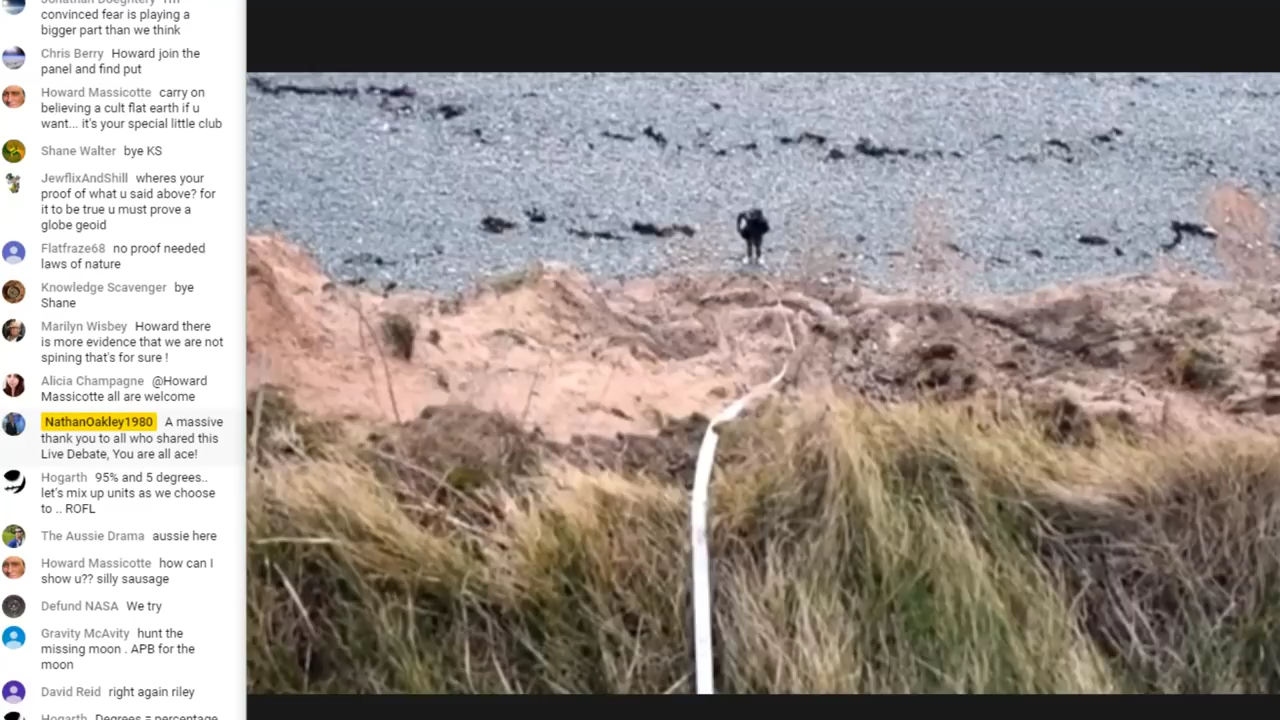 convinced fear is playing a
bigger part than we think
Chris Berry Howard join the
panel and find put
Howard Massicotte carry on
believing a cult flat earth if u
want... it's your special little club
Shane Walter bye KS
JewflixAndShill wheres your
proof of what u said above? for
it to be true u must prove a
globe geoid
Flatfraze68 no proof needed
laws of nature
Knowledge Scavenger bye
Shane
Marilyn Wisbey Howard there
is more evidence that we are not
spining that's for sure !
Alicia Champagne @Howard
Massicotte all are welcome
NathanOakley1980 A massive
thank you to all who shared this
Live Debate, You are all ace!
Hogarth 95% and 5 degrees..
let's mix up units as we choose
to .. ROFL
The Aussie Drama aussie here
Howard Massicotte how can I
show u?? silly sausage
Defund NASA We try
Gravity McAvity hunt the
missing moon . APB for the
moon
David Reid right again riley
Hogarth Degrees = percentage